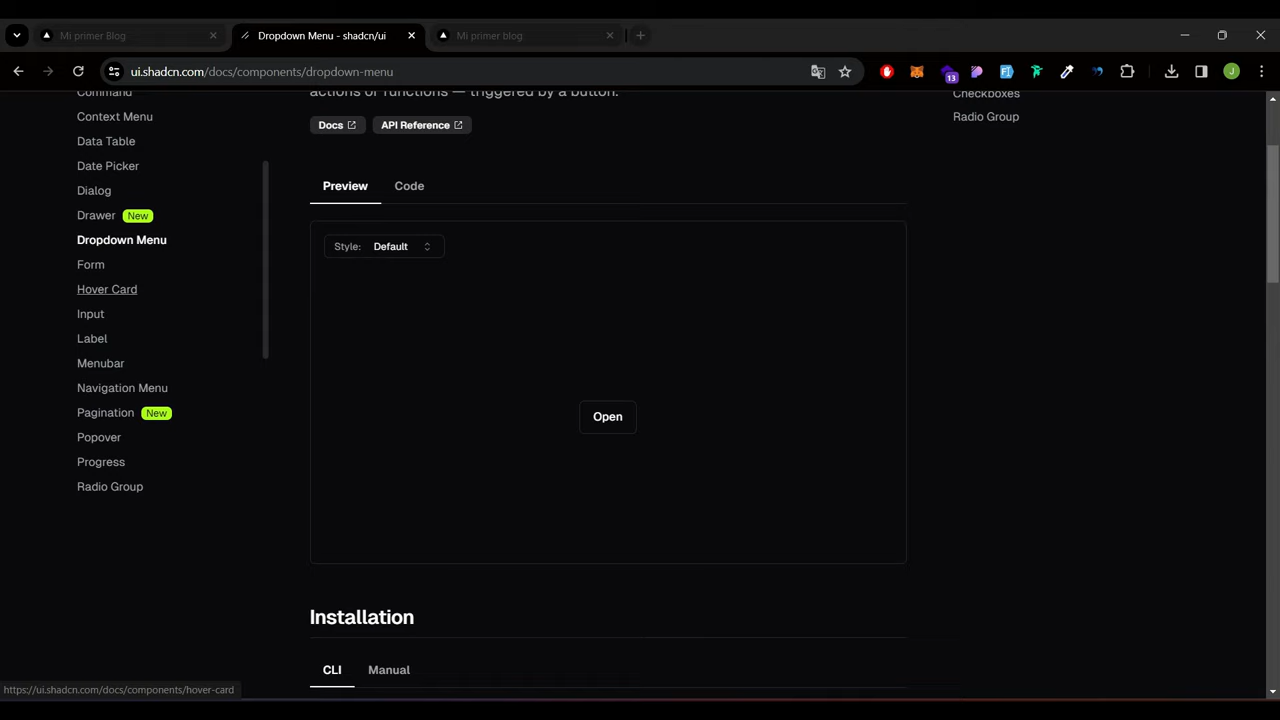 Mi primer Blog
Dropdown Menu - shadcn/ui
Mi primer blog
ui.shadcn.com/docs/components/dropdown-menu
13
J
Command
Context Menu
Data Table
Date Picker
Dialog
Drawer New
Dropdown Menu
Form
Hover Card
Input
Label
Menubar
Navigation Menu
Pagination New
Popover
Progress
Radio Group
actions or functions — triggered by a button.
Docs
API Reference
Preview
Code
Style: Default
Open
Installation
CLI
Manual
Checkboxes
Radio Group
https://ui.shadcn.com/docs/components/hover-card